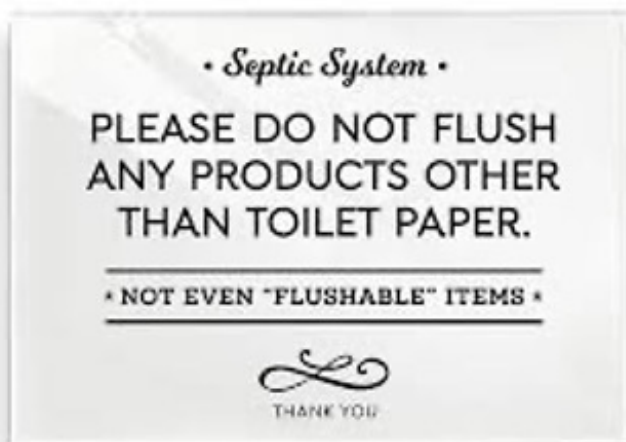 • Septic System •
PLEASE DO NOT FLUSH
ANY PRODUCTS OTHER
THAN TOILET PAPER.
* NOT EVEN "FLUSHABLE" ITEMS *
THANK YOU